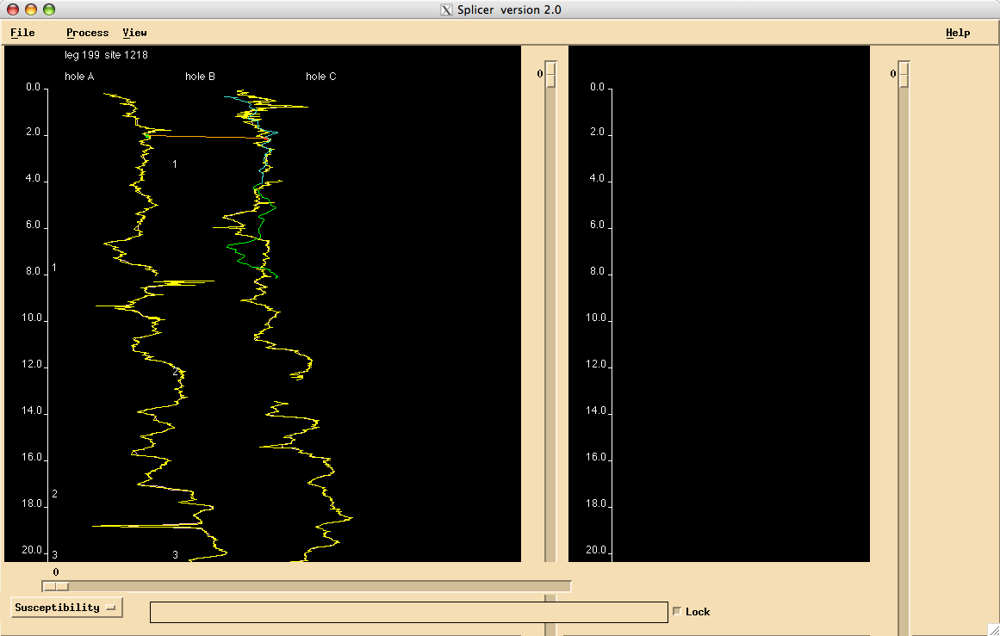 Splicer version 2.0
File Process View Help
leg 199 site 1218
hole A hole B hole C
0 0
0.0 0.0
2.0 2.0
1
4.0 4.0
6.0 6.0
1
8.0 8.0
10.0 10.0
12.0 12.0
2
14.0 14.0
16.0 16.0
2
18.0 18.0
20.0 3 3 20.0
0
Susceptibility
Lock